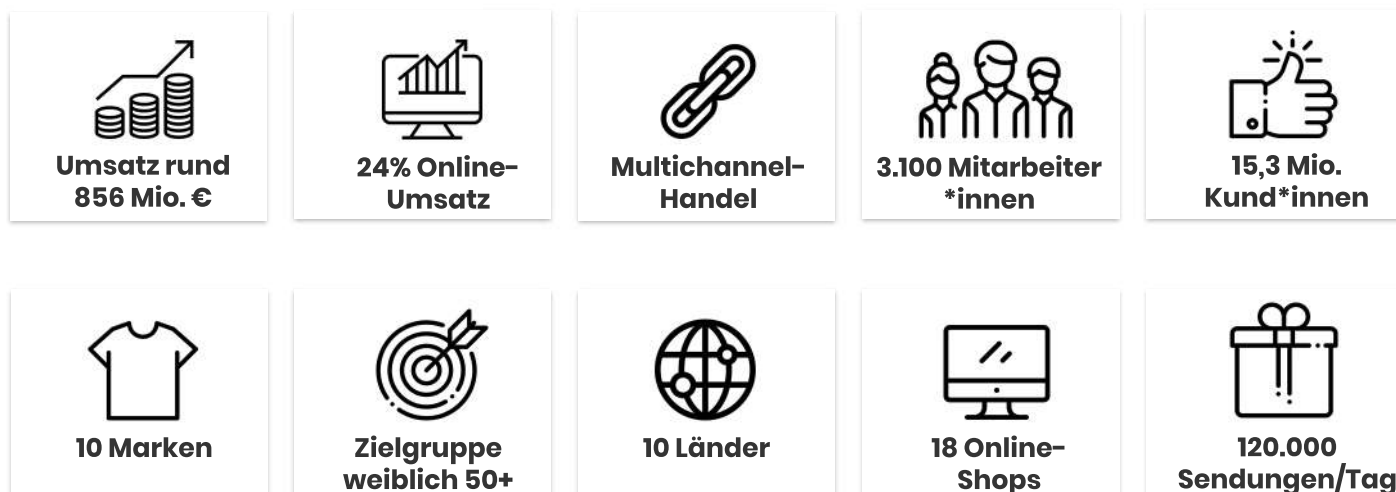 Umsatz rund
856 Mio. €
24% Online-
Umsatz
Multichannel-
Handel
3.100 Mitarbeiter
*innen
15,3 Mio.
Kund*innen
10 Marken
Zielgruppe
weiblich 50+
10 Länder
18 Online-
Shops
120.000
Sendungen/Tag